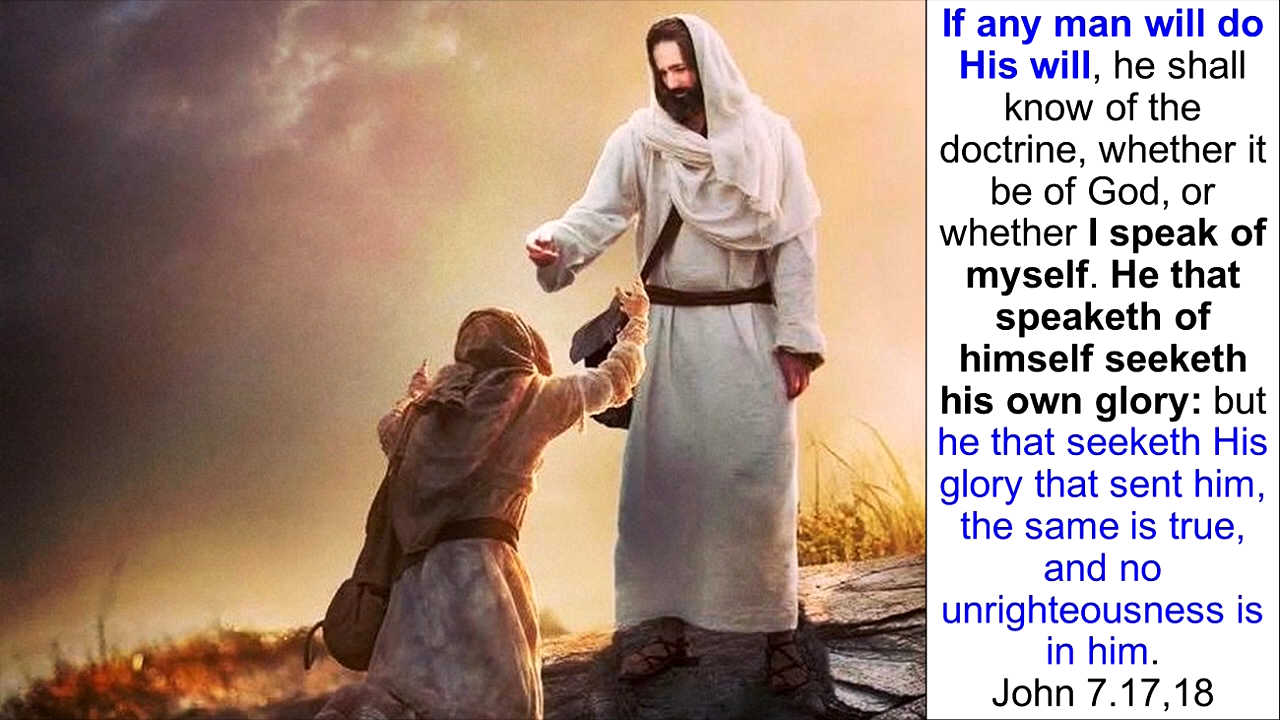 If any man will do
His will, he shall
know of the
doctrine, whether it
be of God, or
whether I speak of
myself. He that
speaketh of
himself seeketh
his own glory: but
he that seeketh His
glory that sent him,
the same is true,
and no
unrighteousness is
in him.
John 7.17,18